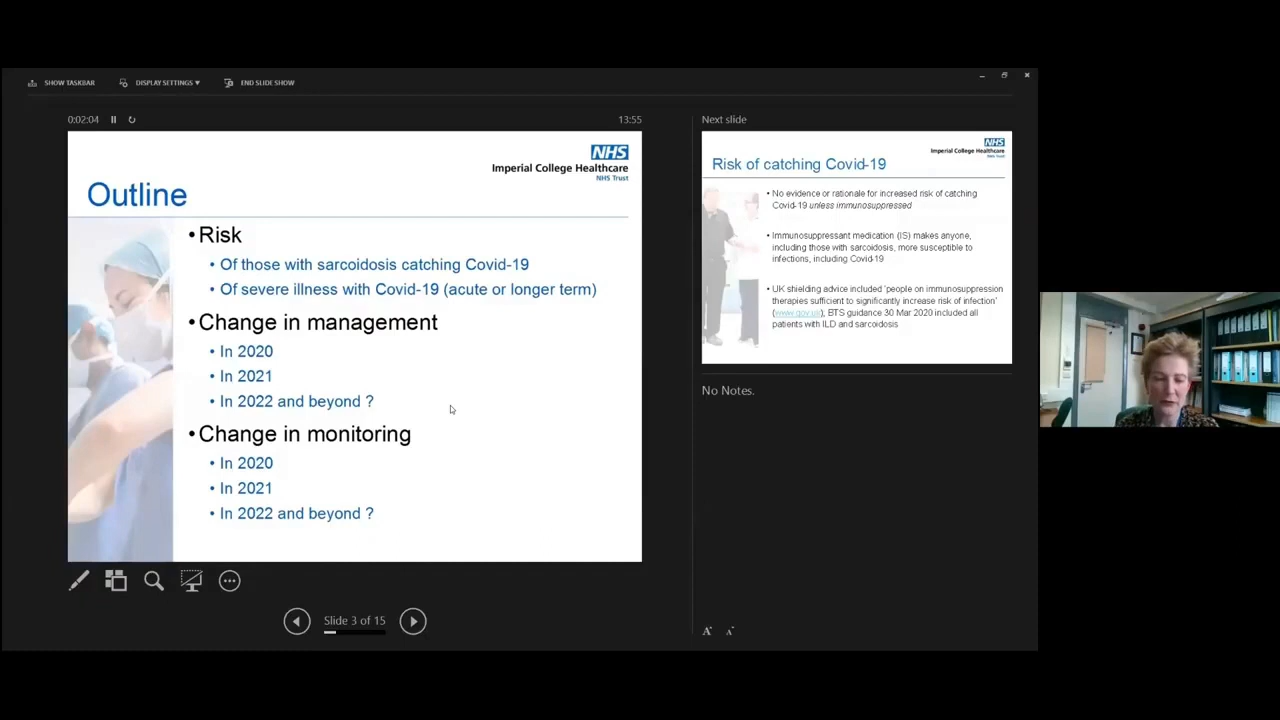 SHOW TASKBAR
DISPLAY SETTINGS ▼
END SLIDE SHOW
0:02:04
13:55
NHS
Imperial College Healthcare
NHS Trust
Outline
• Risk
• Of those with sarcoidosis catching Covid-19
• Of severe illness with Covid-19 (acute or longer term)
• Change in management
• In 2020
• In 2021
• In 2022 and beyond ?
• Change in monitoring
• In 2020
• In 2021
• In 2022 and beyond ?
Slide 3 of 15
Next slide
NHS
Imperial College Healthcare
NHS Trust
Risk of catching Covid-19
• No evidence or rationale for increased risk of catching
Covid-19 unless immunosuppressed
• Immunosuppressant medication (IS) makes anyone,
including those with sarcoidosis, more susceptible to
infections, including Covid-19
• UK shielding advice included 'people on immunosuppression
therapies sufficient to significantly increase risk of infection'
(www.gov.uk), BTS guidance 30 Mar 2020 included all
patients with ILD and sarcoidosis
No Notes.
A A